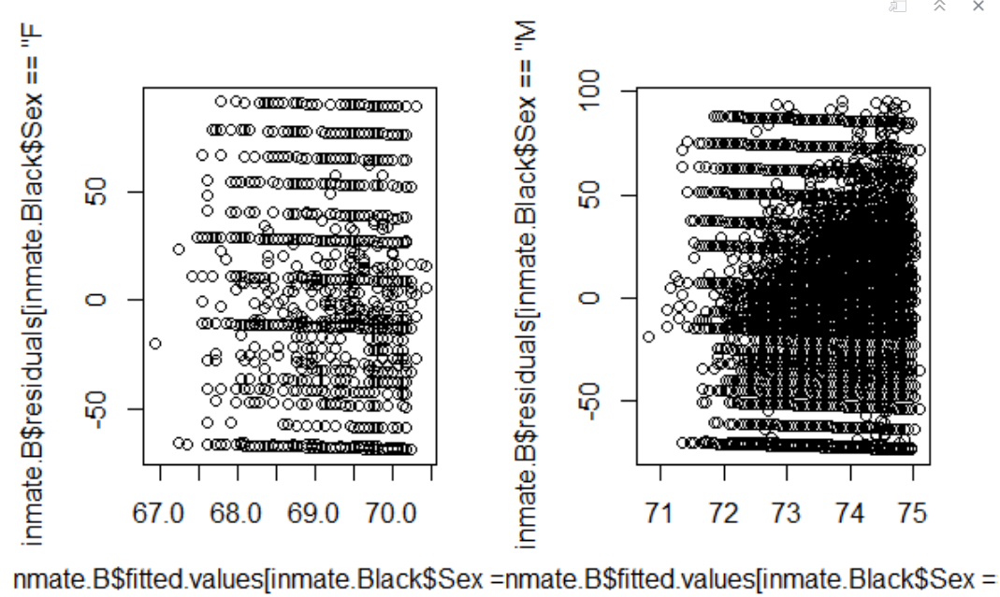 inmate.B$residuals[inmate.Black$Sex == "F
50
0
-50
67.0 68.0 69.0 70.0
nmate.B$fitted.values[inmate.Black$Sex =
inmate.B$residuals[inmate.Black$Sex == "M
100
50
0
-50
71 72 73 74 75
nmate.B$fitted.values[inmate.Black$Sex =